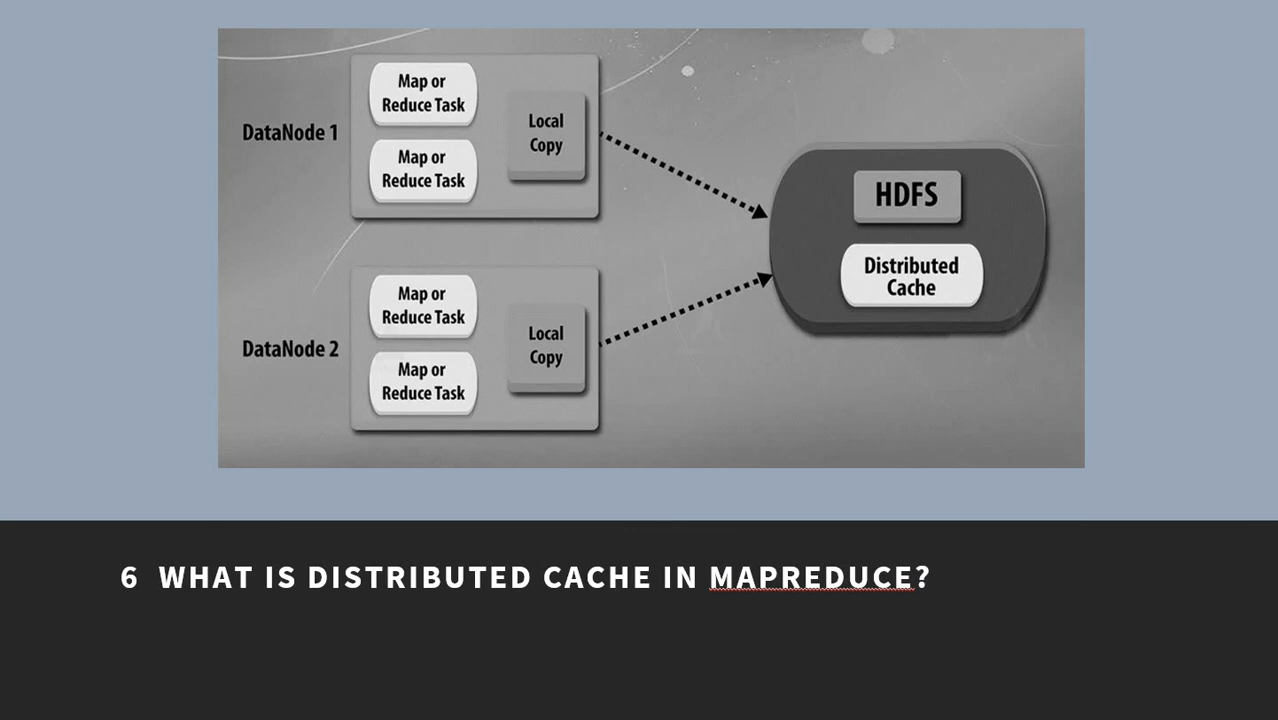 Map or
Reduce Task
DataNode 1
Map or
Reduce Task
Local
Copy
Map or
Reduce Task
DataNode 2
Map or
Reduce Task
Local
Copy
HDFS
Distributed
Cache
6 WHAT IS DISTRIBUTED CACHE IN MAPREDUCE?